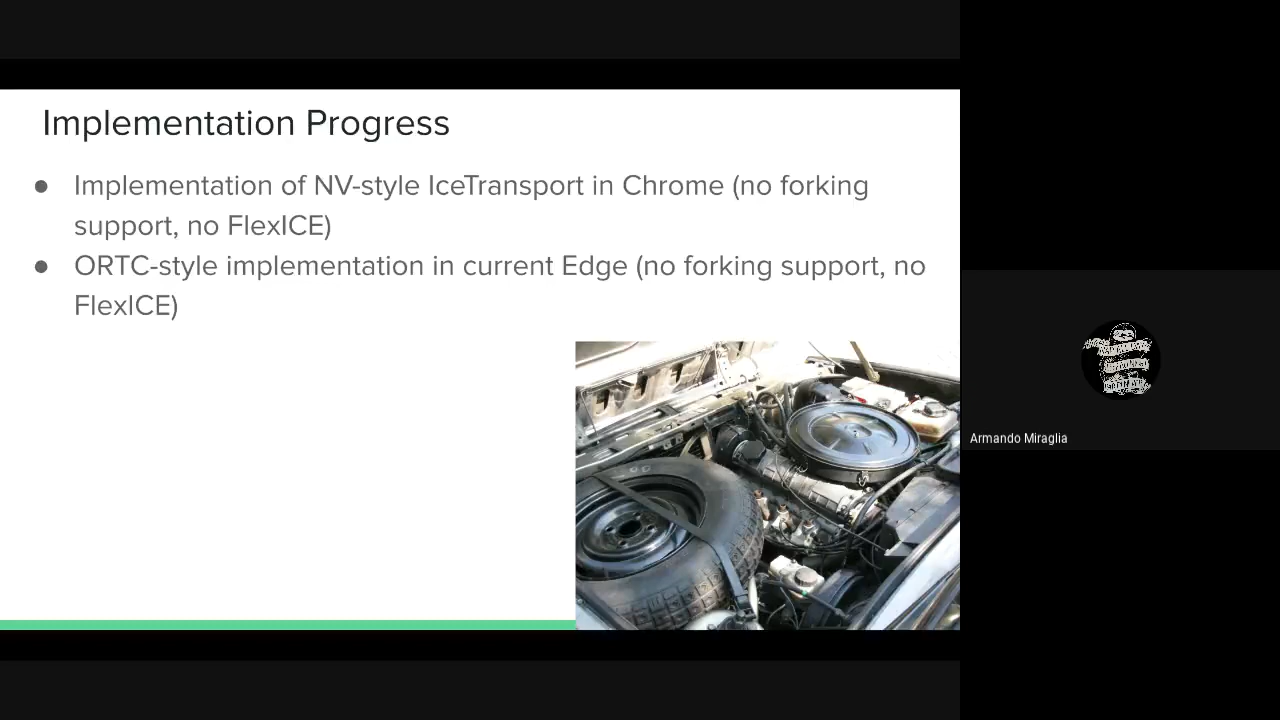 Implementation Progress
● Implementation of NV-style IceTransport in Chrome (no forking
support, no FlexICE)
● ORTC-style implementation in current Edge (no forking support, no
FlexICE)
Armando Miraglia